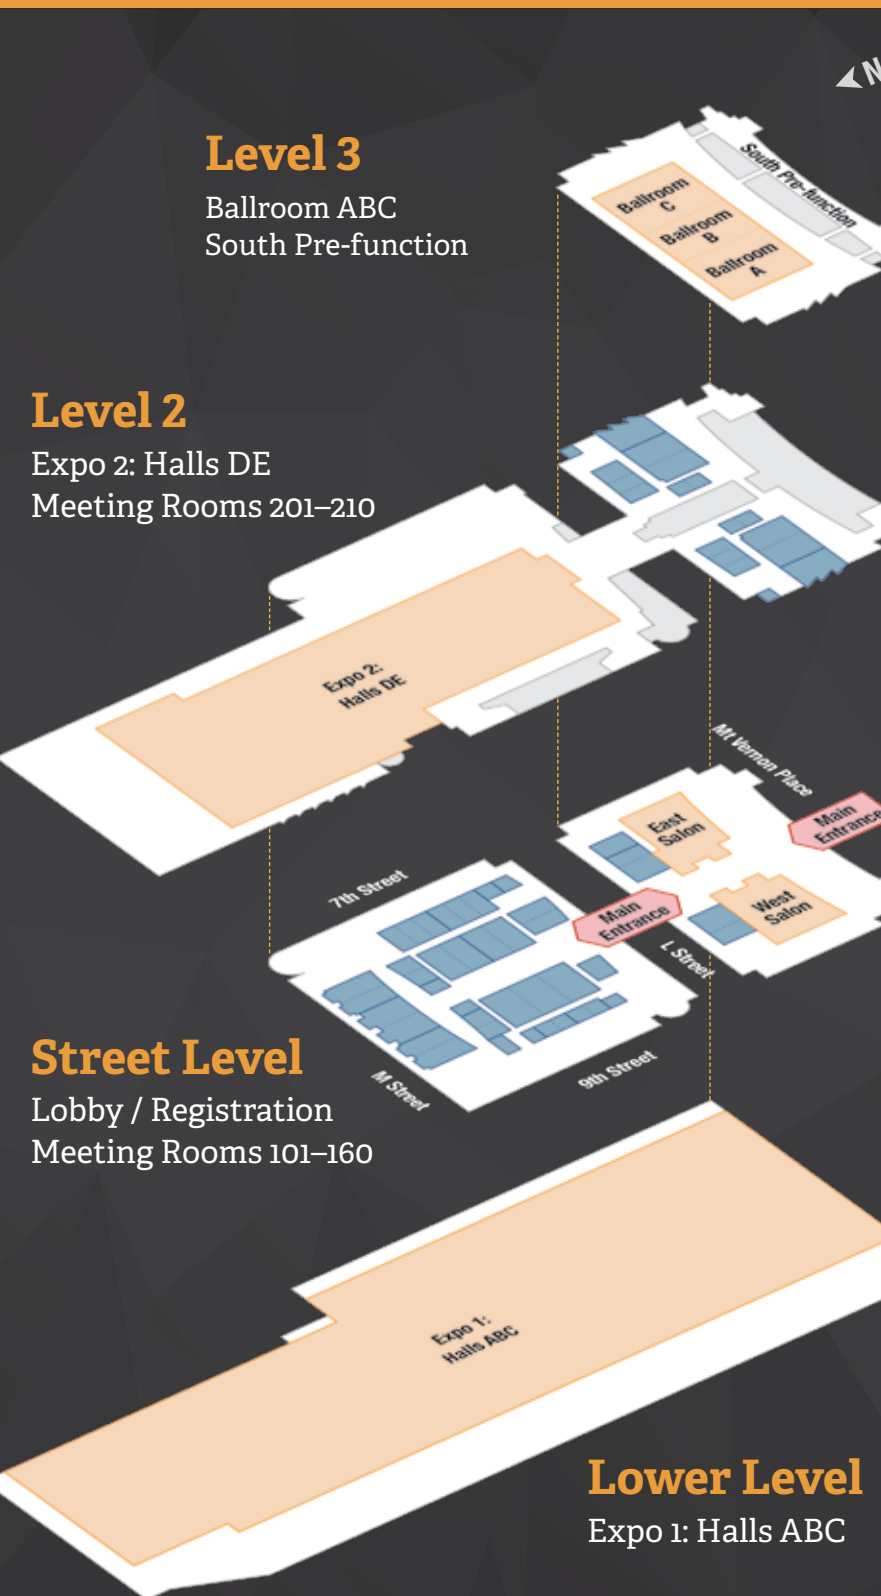 N
Level 3
Ballroom ABC
South Pre-function
South Pre-function
Ballroom
C
Ballroom
B
Ballroom
A
Level 2
Expo 2: Halls DE
Meeting Rooms 201–210
Expo 2:
Halls DE
Mt Vernon Place
Main
Entrance
East
Salon
West
Salon
7th Street
Main
Entrance
L Street
Street Level
Lobby / Registration
Meeting Rooms 101–160
9th Street
M Street
Expo 1:
Halls ABC
Lower Level
Expo 1: Halls ABC